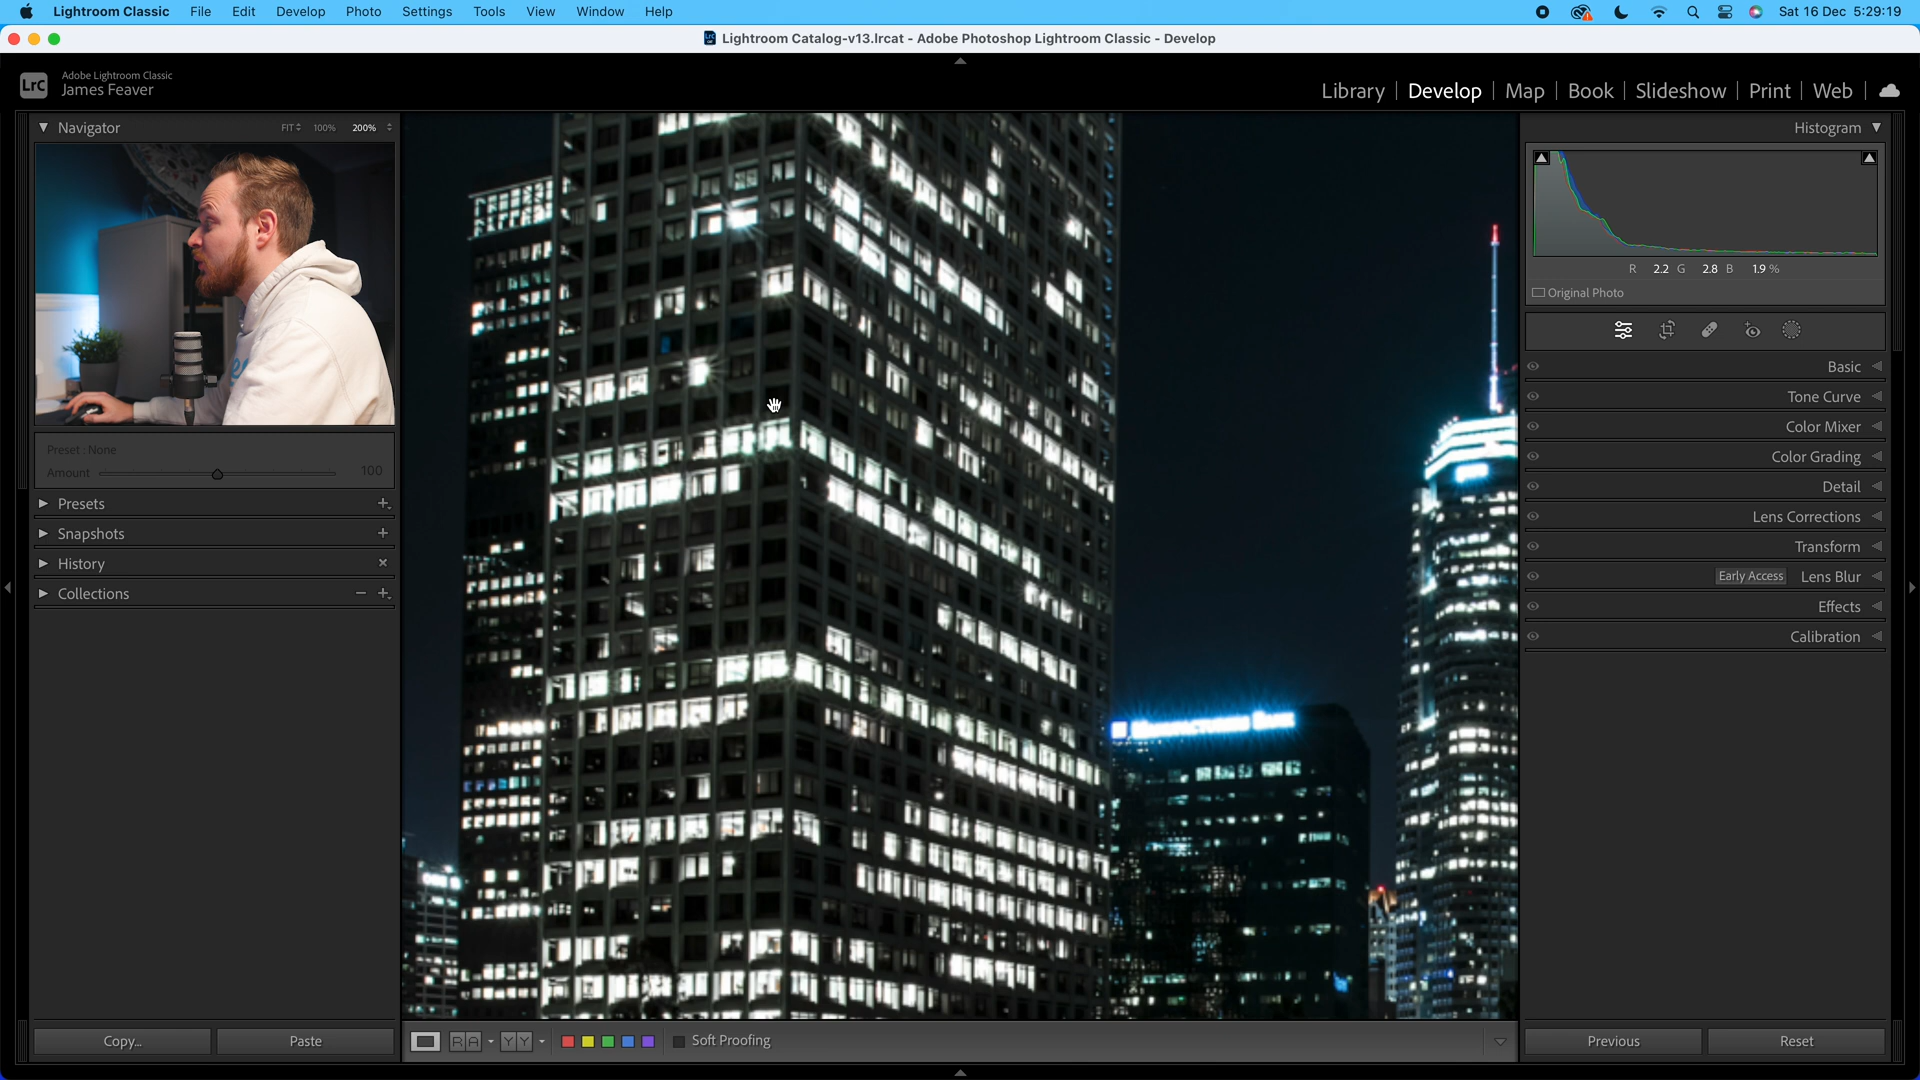 Lightroom Classic File Edit Develop Photo Settings Tools View Window Help Sat 16 Dec 5:29:19
Lightroom Catalog-v13.lrcat - Adobe Photoshop Lightroom Classic - Develop
LrC
Adobe Lightroom Classic
James Feaver
Library | Develop | Map | Book | Slideshow | Print | Web
Navigator FIT 100% 200%
Histogram
R 2.2 G 2.8 B 1.9 %
Original Photo
Basic
Tone Curve
Color Mixer
Color Grading
Detail
Lens Corrections
Transform
Early Access Lens Blur
Effects
Calibration
Preset : None
Amount 100
Presets
Snapshots
History
Collections
Copy... Paste
R A Y Y Soft Proofing
Previous Reset